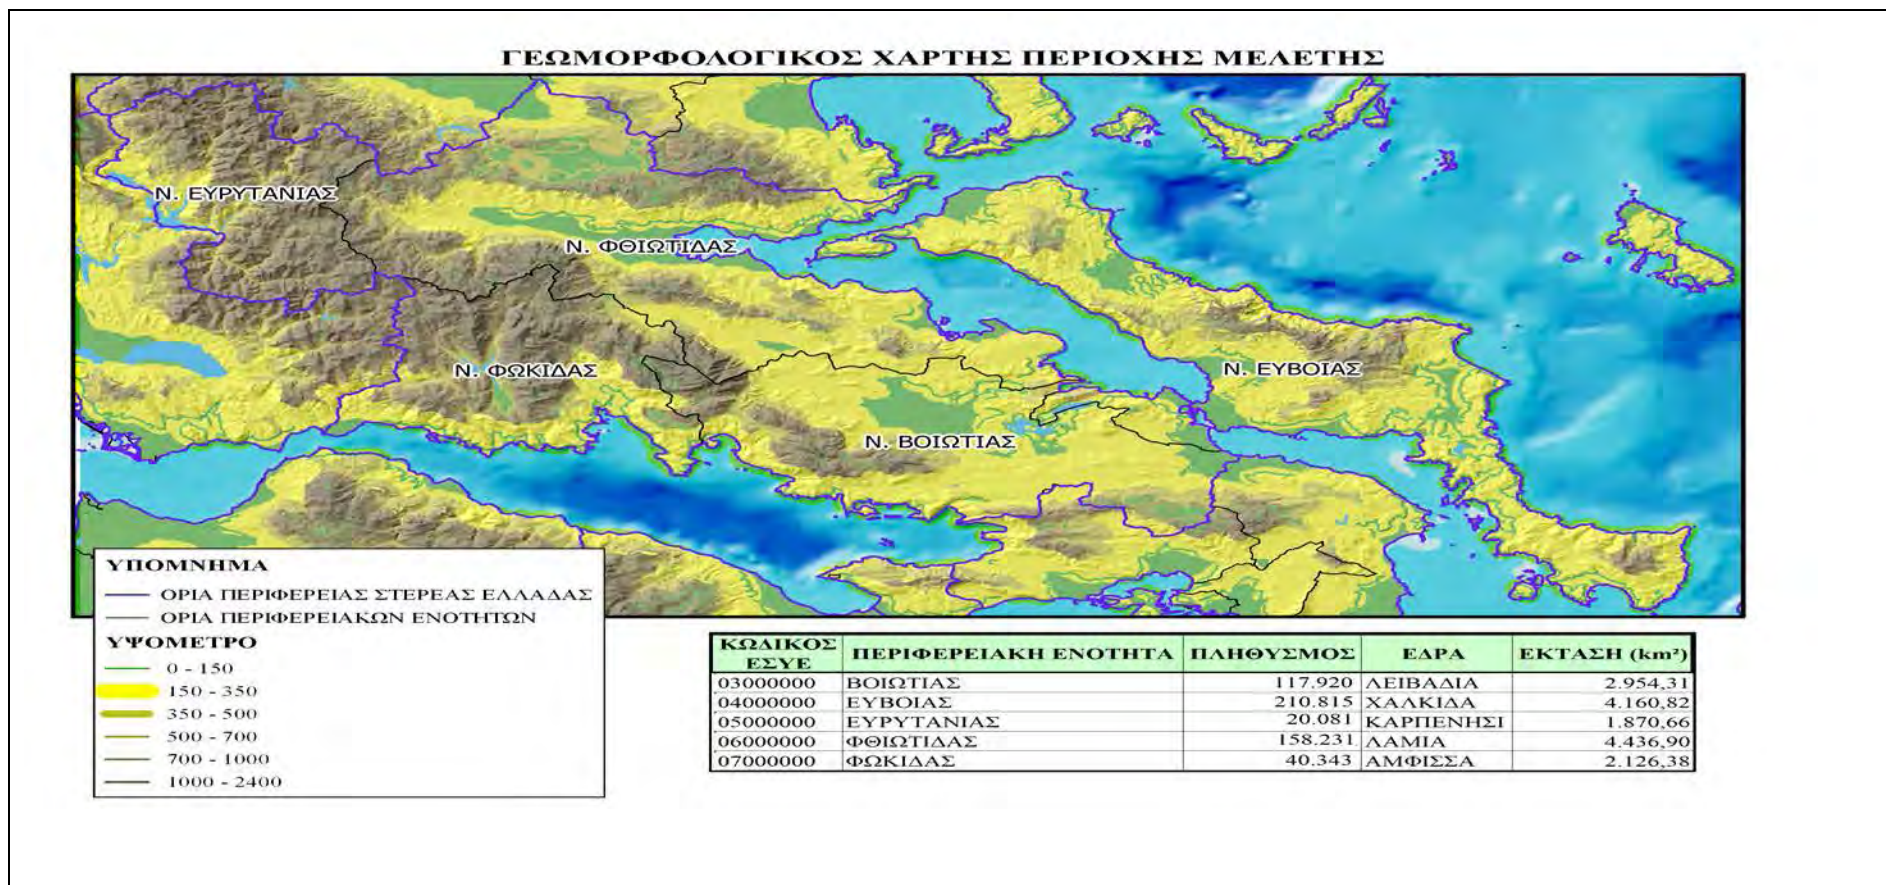 ΓΕΩΜΟΡΦΟΛΟΓΙΚΟΣ ΧΑΡΤΗΣ ΠΕΡΙΟΧΗΣ ΜΕΛΕΤΗΣ
Ν. ΕΥΡΥΤΑΝΙΑΣ
Ν. ΦΘΙΩΤΙΔΑΣ
Ν. ΦΩΚΙΔΑΣ
Ν. ΕΥΒΟΙΑΣ
Ν. ΒΟΙΩΤΙΑΣ
ΥΠΟΜΝΗΜΑ
ΟΡΙΑ ΠΕΡΙΦΕΡΕΙΑΣ ΣΤΕΡΕΑΣ ΕΛΛΑΔΑΣ
ΟΡΙΑ ΠΕΡΙΦΕΡΕΙΑΚΩΝ ΕΝΟΤΗΤΩΝ
ΥΨΟΜΕΤΡΟ
0 - 150
150 - 350
350 - 500
500 - 700
700 - 1000
1000 - 2400
ΚΩΔΙΚΟΣ ΕΣΥΕ ΠΕΡΙΦΕΡΕΙΑΚΗ ΕΝΟΤΗΤΑ ΠΛΗΘΥΣΜΟΣ ΕΔΡΑ ΕΚΤΑΣΗ (km²)
03000000 ΒΟΙΩΤΙΑΣ 117.920 ΛΕΙΒΑΔΙΑ 2.954,31
04000000 ΕΥΒΟΙΑΣ 210.815 ΧΑΛΚΙΔΑ 4.160,82
05000000 ΕΥΡΥΤΑΝΙΑΣ 20.081 ΚΑΡΠΕΝΗΣΙ 1.870,66
06000000 ΦΘΙΩΤΙΔΑΣ 158.231 ΛΑΜΙΑ 4.436,90
07000000 ΦΩΚΙΔΑΣ 40.343 ΑΜΦΙΣΣΑ 2.126,38